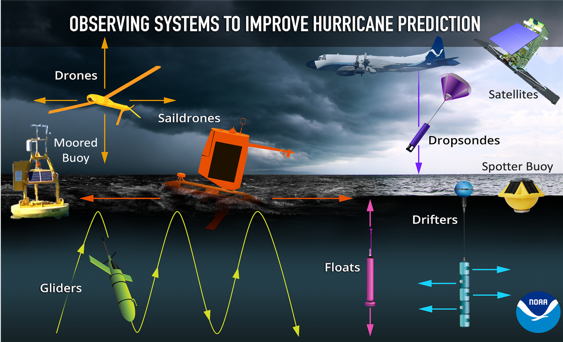 OBSERVING SYSTEMS TO IMPROVE HURRICANE PREDICTION
Drones
Satellites
Saildrones
Moored
Buoy
Dropsondes
Spotter Buoy
Drifters
Floats
Gliders
NOAA